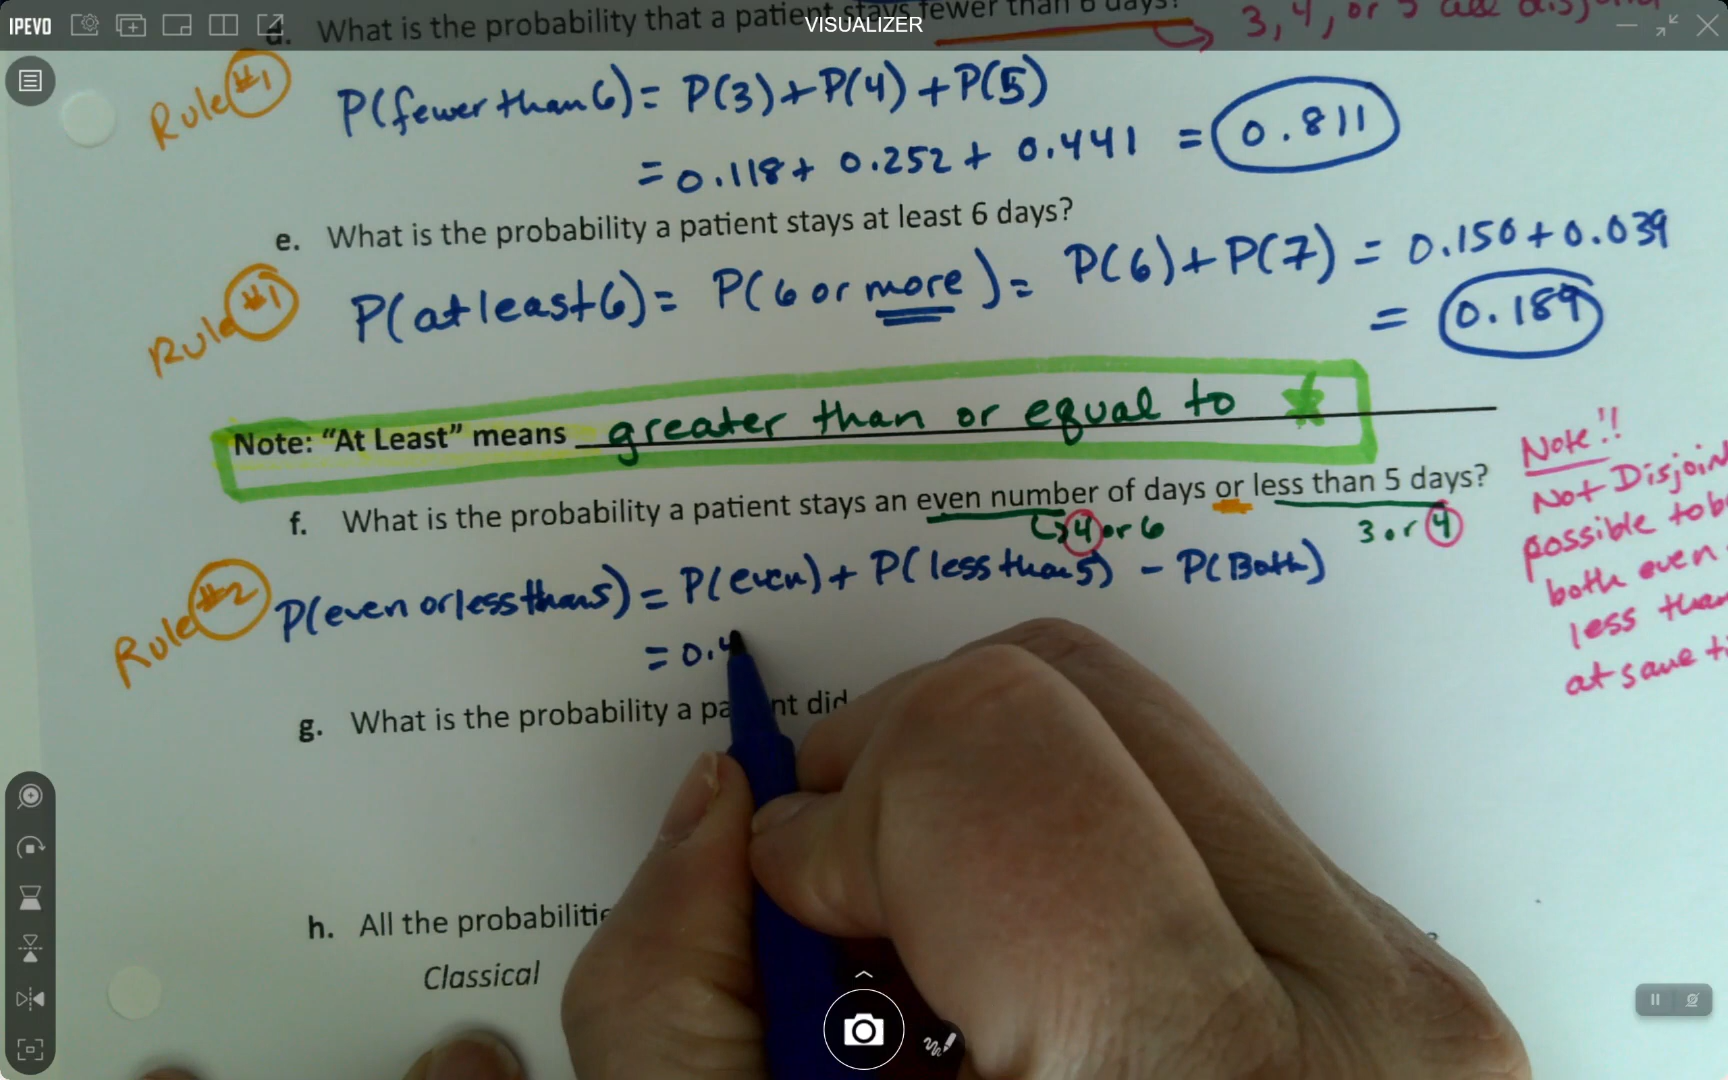 IPEVO
VISUALIZER
d. What is the probability that a patient stays fewer than 6 days?
3, 4, or 5 all
Rule #1
P(fewer than 6) = P(3) + P(4) + P(5)
= 0.118 + 0.252 + 0.441 = 0.811
e. What is the probability a patient stays at least 6 days?
Rule #1
P(at least 6) = P(6 or more) = P(6) + P(7) = 0.150 + 0.039
= 0.189
Note: “At Least” means greater than or equal to
f. What is the probability a patient stays an even number of days or less than 5 days?
4 or 6
3 or 4
Note!!
Not Disjoin
possible to b
both even
less than
at same t
Rule #2
P(even or less than 5) = P(even) + P(less than 5) - P(Both)
= 0.4
g. What is the probability a pa nt did
h. All the probabilitie
Classical